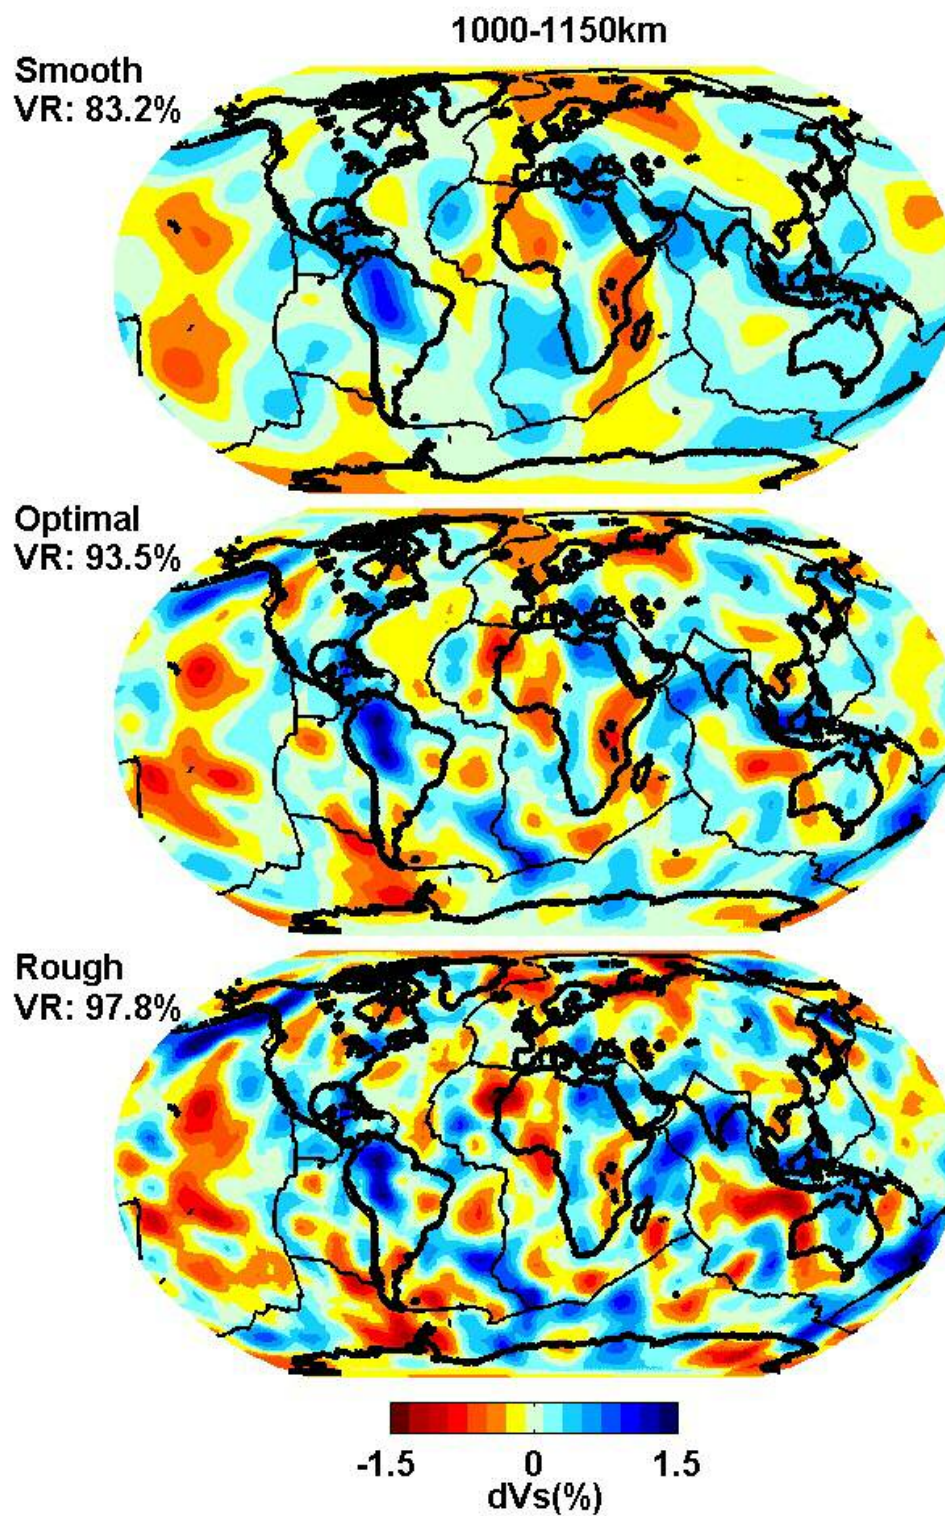 1000-1150km
Smooth
VR: 83.2%
Optimal
VR: 93.5%
Rough
VR: 97.8%
-1.5 0 1.5
dVs(%)